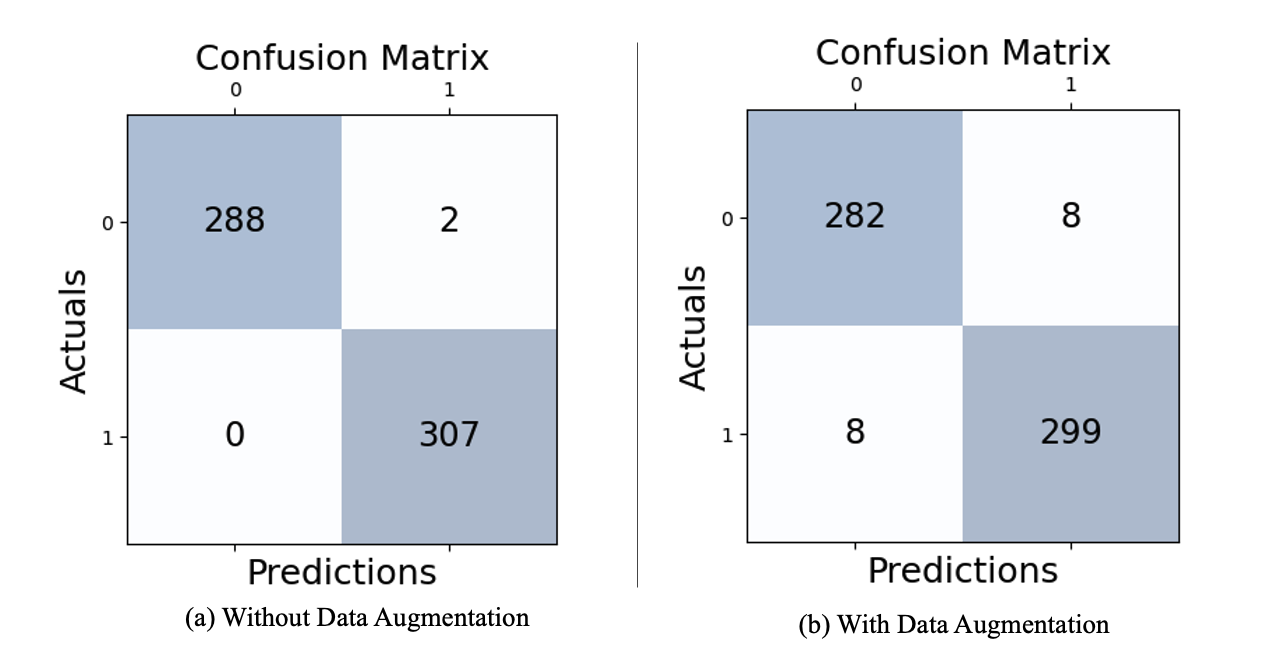 Confusion Matrix
0 1
0 288 2
Actuals
1 0 307
Predictions
(a) Without Data Augmentation
Confusion Matrix
0 1
0 282 8
Actuals
1 8 299
Predictions
(b) With Data Augmentation